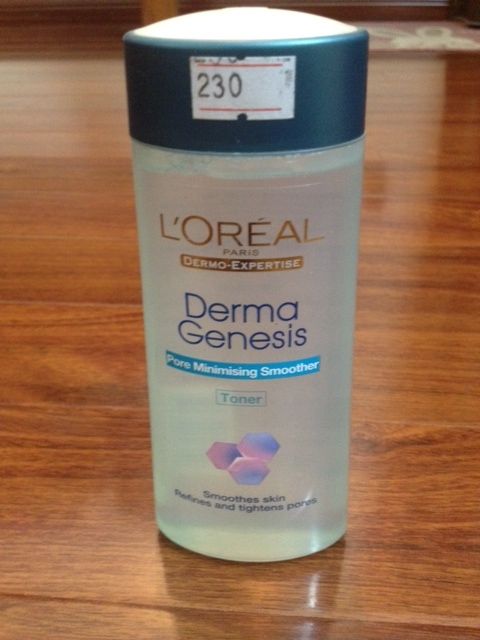 230
L'ORÉAL
PARIS
DERMO-EXPERTISE
Derma
Genesis
Pore Minimising Smoother
Toner
Smoothes skin
Refines and tightens pores